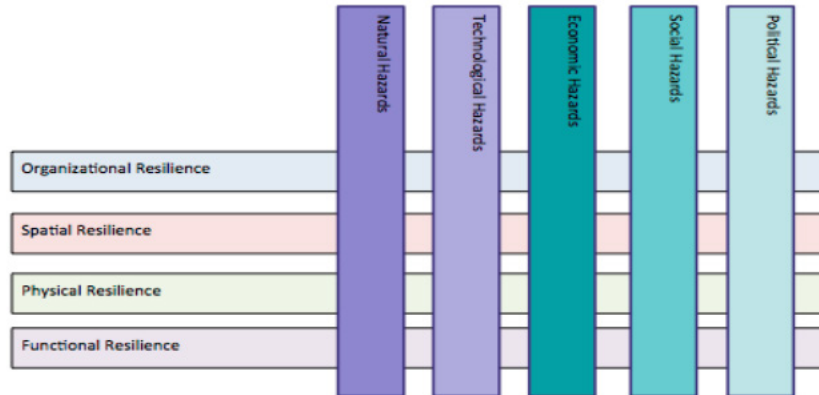 Natural Hazards
Technological Hazards
Economic Hazards
Social Hazards
Political Hazards
Organizational Resilience
Spatial Resilience
Physical Resilience
Functional Resilience